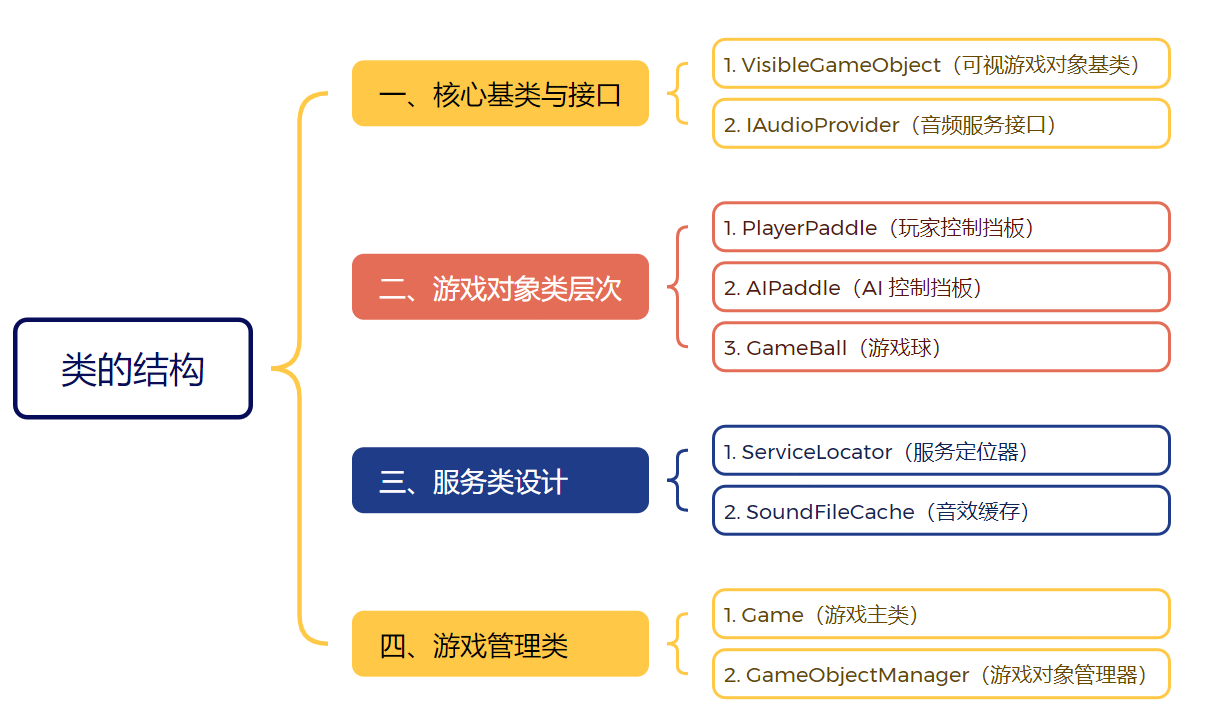 类的结构
一、核心基类与接口
1. VisibleGameObject（可视游戏对象基类）
2. IAudioProvider（音频服务接口）
二、游戏对象类层次
1. PlayerPaddle（玩家控制挡板）
2. AIPaddle（AI 控制挡板）
3. GameBall（游戏球）
三、服务类设计
1. ServiceLocator（服务定位器）
2. SoundFileCache（音效缓存）
四、游戏管理类
1. Game（游戏主类）
2. GameObjectManager（游戏对象管理器）